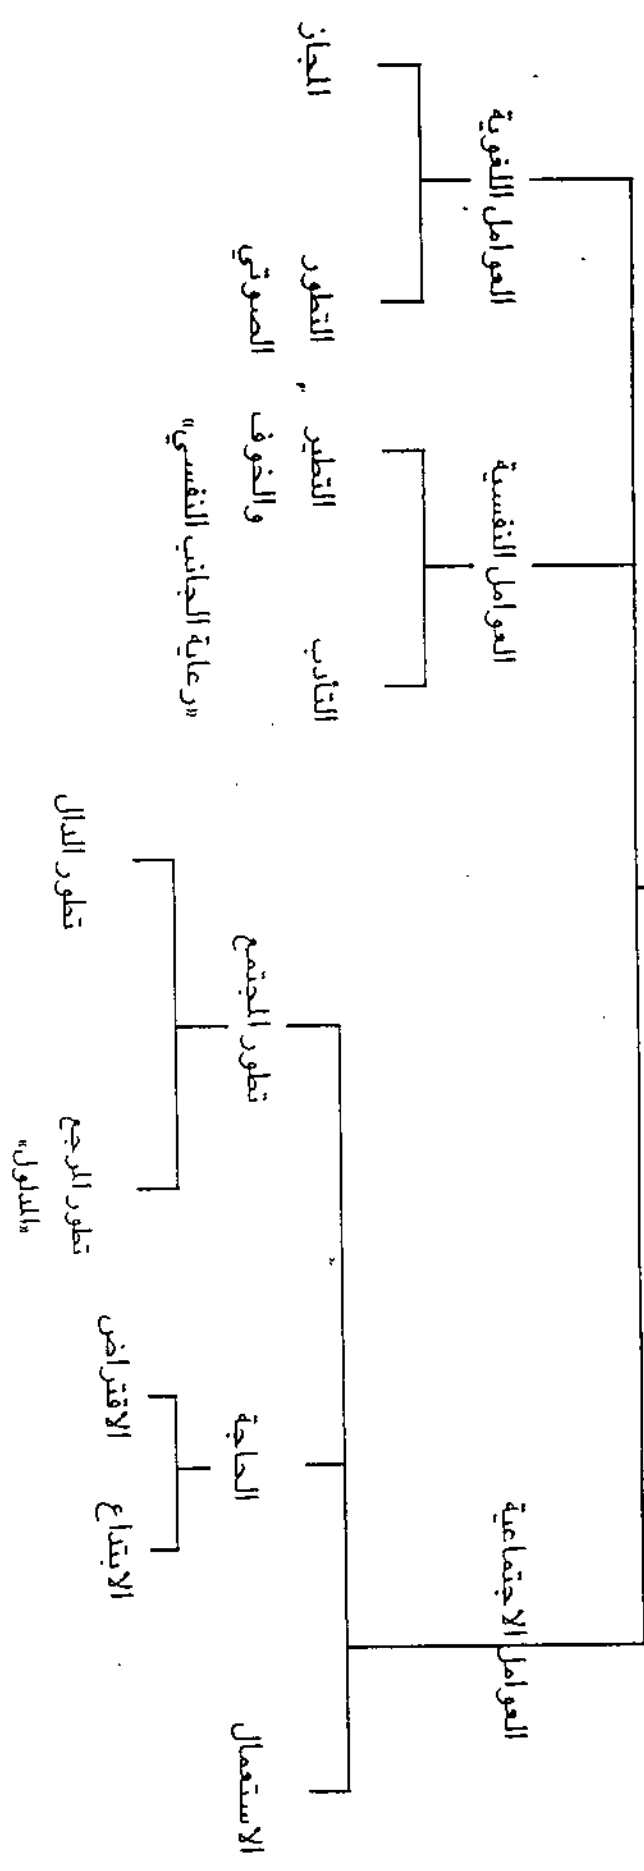 العوامل الاجتماعية
العوامل النفسية
العوامل اللغوية
الاستعمال
الحاجة
تطور المجتمع
الابتداع
الاقتراض
تطور المرجع
«المدلول»
تطور الدال
التأدب
التطير
والخوف
«رعاية الجانب النفسي»
التطور
الصوتي
المجاز